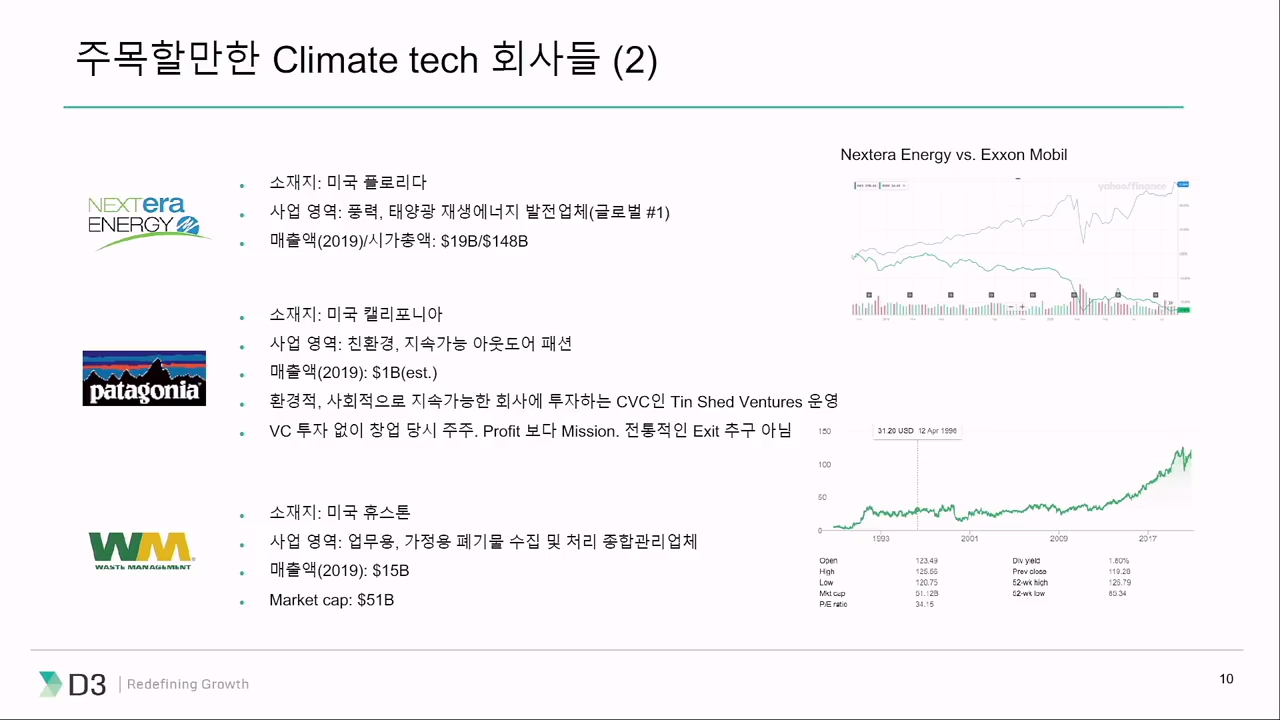 주목할만한 Climate tech 회사들 (2)
NEXTera
ENERGY
소재지: 미국 플로리다
사업 영역: 풍력, 태양광 재생에너지 발전업체(글로벌 #1)
매출액(2019)/시가총액: $19B/$148B
Nextera Energy vs. Exxon Mobil
yahoo!finance
patagonia
소재지: 미국 캘리포니아
사업 영역: 친환경, 지속가능 아웃도어 패션
매출액(2019): $1B(est.)
환경적, 사회적으로 지속가능한 회사에 투자하는 CVC인 Tin Shed Ventures 운영
VC 투자 없이 창업 당시 주주. Profit 보다 Mission. 전통적인 Exit 추구 아님
WM
WASTE MANAGEMENT
소재지: 미국 휴스톤
사업 영역: 업무용, 가정용 폐기물 수집 및 처리 종합관리업체
매출액(2019): $15B
Market cap: $51B
31.20 USD 12 Apr 1996
150
100
50
0
1993 2001 2009 2017
Open 123.49 Div yield 1.80%
High 125.55 Prev close 119.28
Low 120.75 52-wk high 126.79
Mkt cap 51.12B 52-wk low 85.34
P/E ratio 34.15
D3 | Redefining Growth
10